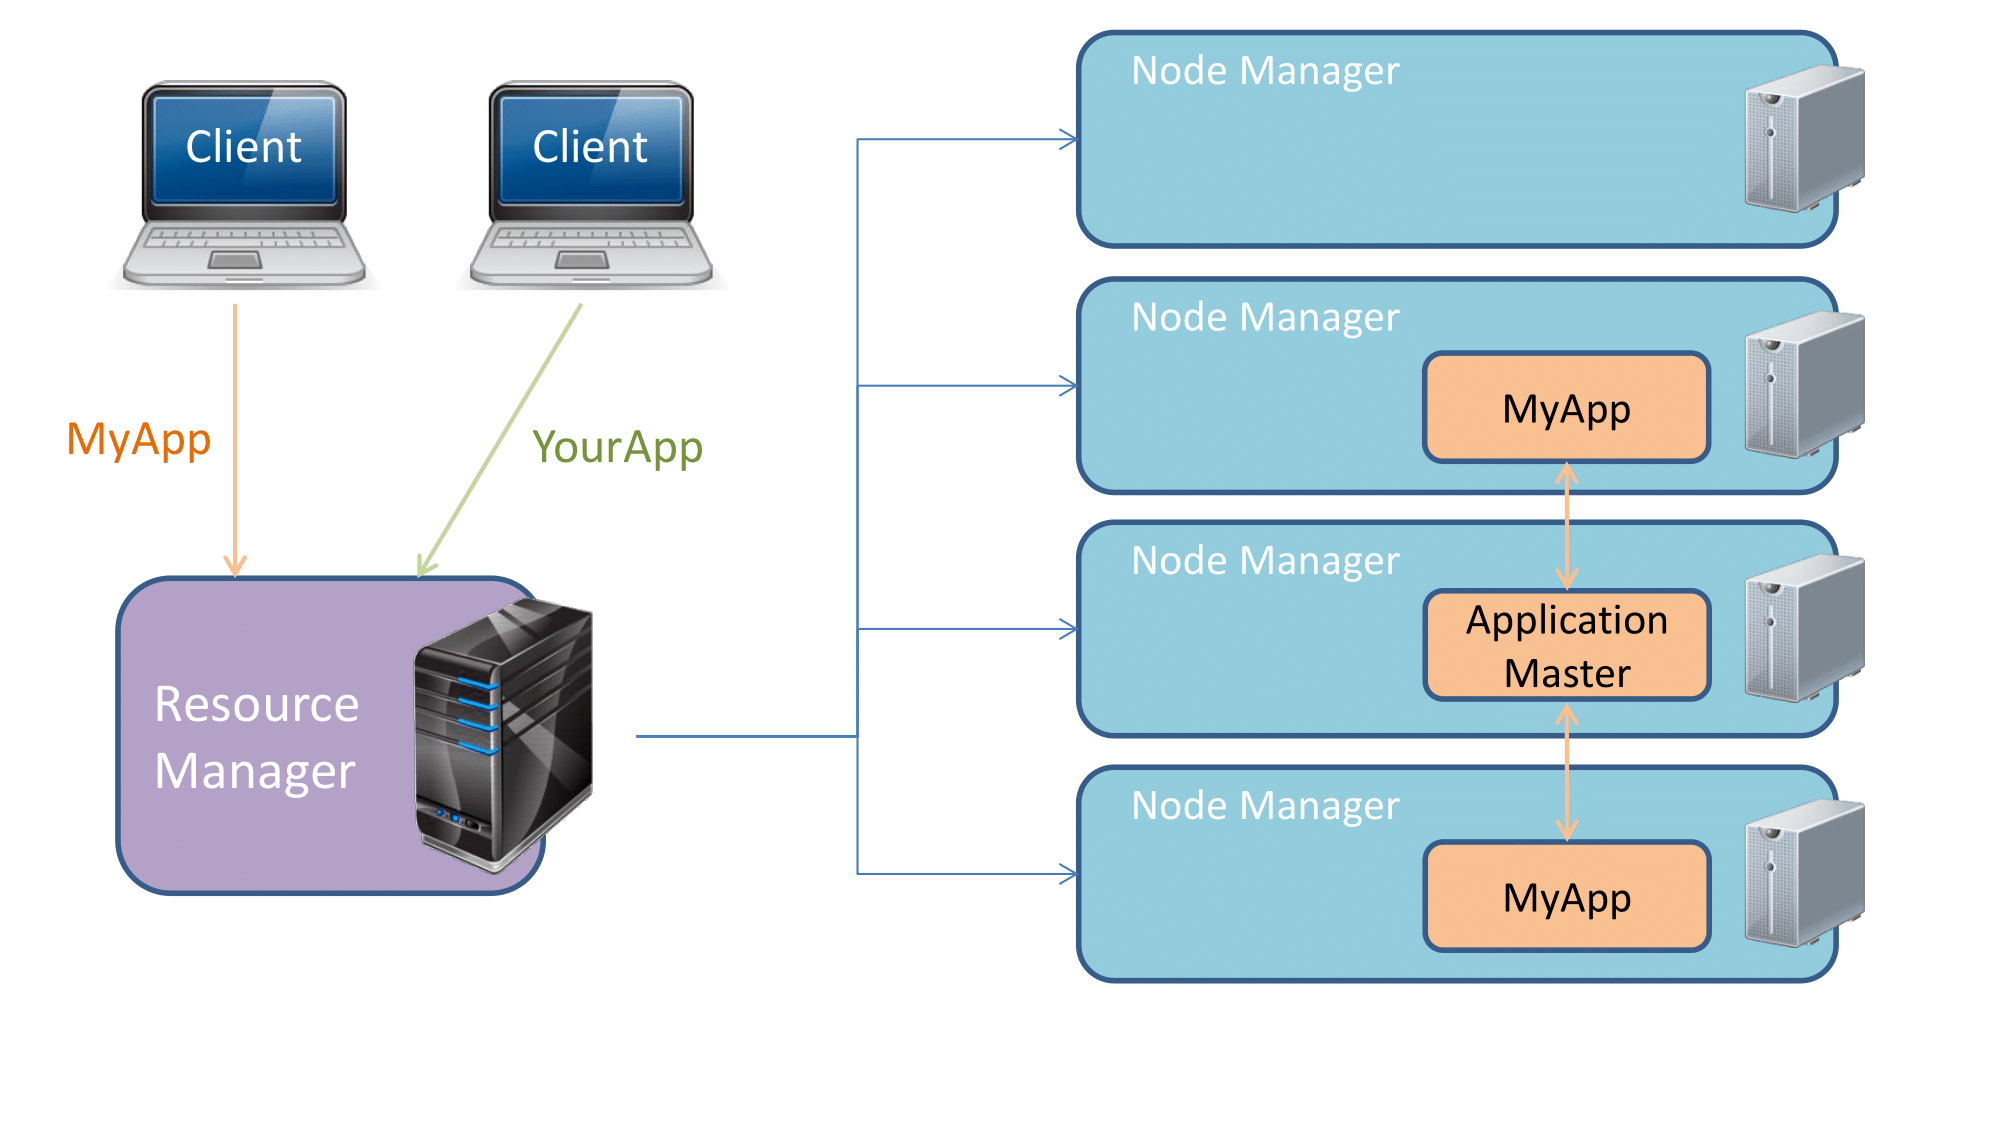 Client
Client
MyApp
YourApp
Resource
Manager
Node Manager
Node Manager
MyApp
Node Manager
Application
Master
Node Manager
MyApp